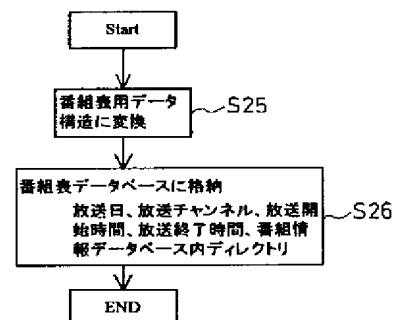 Start
番組表用データ
構造に変換
S25
番組表データベースに格納
放送日、放送チャンネル、放送開
始時間、放送終了時間、番組情
報データベース内ディレクトリ
S26
END